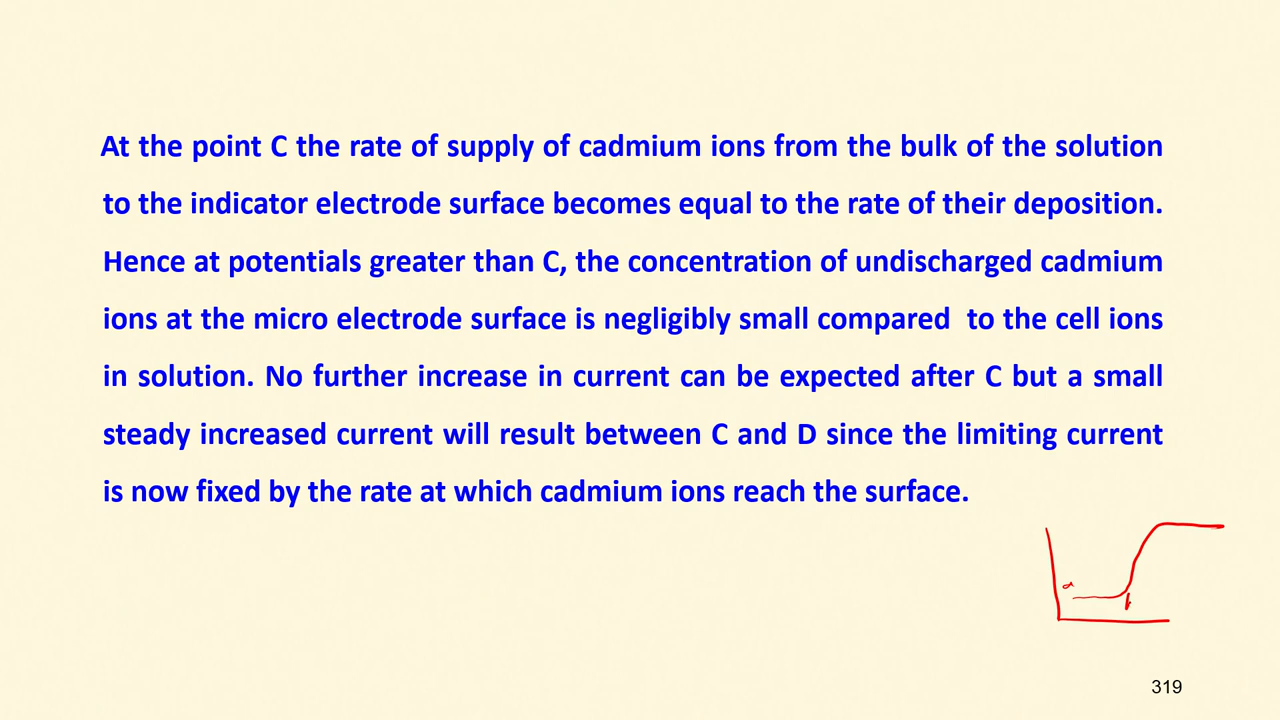 At the point C the rate of supply of cadmium ions from the bulk of the solution
to the indicator electrode surface becomes equal to the rate of their deposition.
Hence at potentials greater than C, the concentration of undischarged cadmium
ions at the micro electrode surface is negligibly small compared to the cell ions
in solution. No further increase in current can be expected after C but a small
steady increased current will result between C and D since the limiting current
is now fixed by the rate at which cadmium ions reach the surface.
a
319